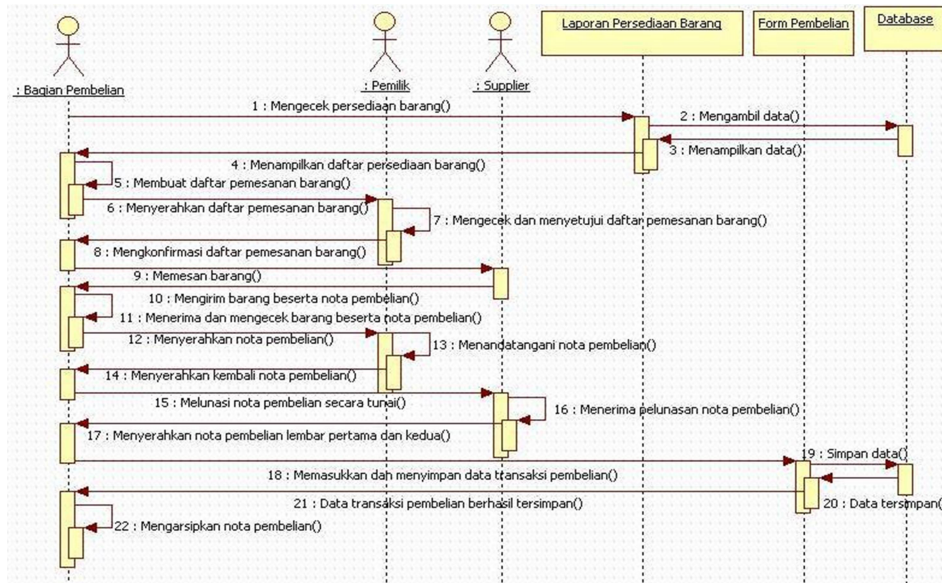 : Bagian Pembelian
: Pemilik
: Supplier
Laporan Persediaan Barang
Form Pembelian
Database
1 : Mengecek persediaan barang()
2 : Mengambil data()
3 : Menampilkan data()
4 : Menampilkan daftar persediaan barang()
5 : Membuat daftar pemesanan barang()
6 : Menyerahkan daftar pemesanan barang()
7 : Mengecek dan menyetujui daftar pemesanan barang()
8 : Mengkonfirmasi daftar pemesanan barang()
9 : Memesan barang()
10 : Mengirim barang beserta nota pembelian()
11 : Menerima dan mengecek barang beserta nota pembelian()
12 : Menyerahkan nota pembelian()
13 : Menandatangani nota pembelian()
14 : Menyerahkan kembali nota pembelian()
15 : Melunasi nota pembelian secara tunai()
16 : Menerima pelunasan nota pembelian()
17 : Menyerahkan nota pembelian lembar pertama dan kedua()
18 : Memasukkan dan menyimpan data transaksi pembelian()
19 : Simpan data()
20 : Data tersimpan(
21 : Data transaksi pembelian berhasil tersimpan()
22 : Mengarsipkan nota pembelian()